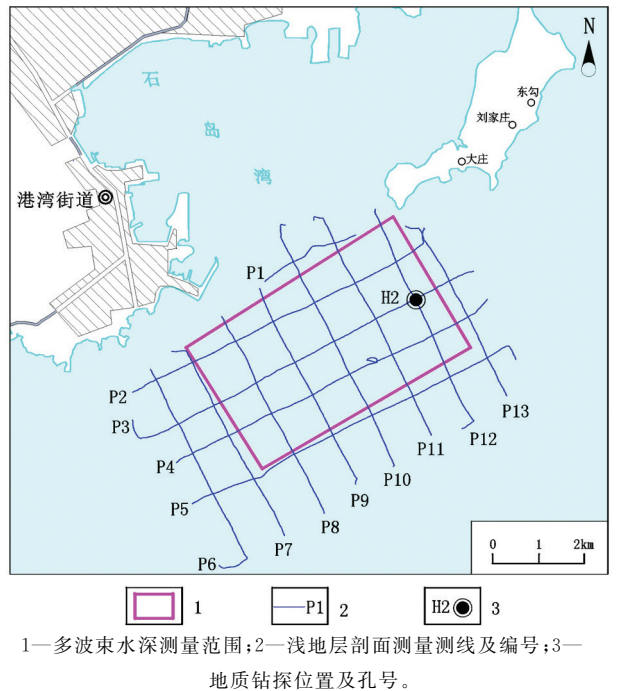 石
岛
湾
N
东勾
刘家庄
大庄
港湾街道
P1
H2
P2
P3
P4
P5
P6
P7
P8
P9
P10
P11
P12
P13
0 1 2km
1
P1 2
H2 3
1—多波束水深测量范围;2—浅地层剖面测量测线及编号;3—
地质钻探位置及孔号。